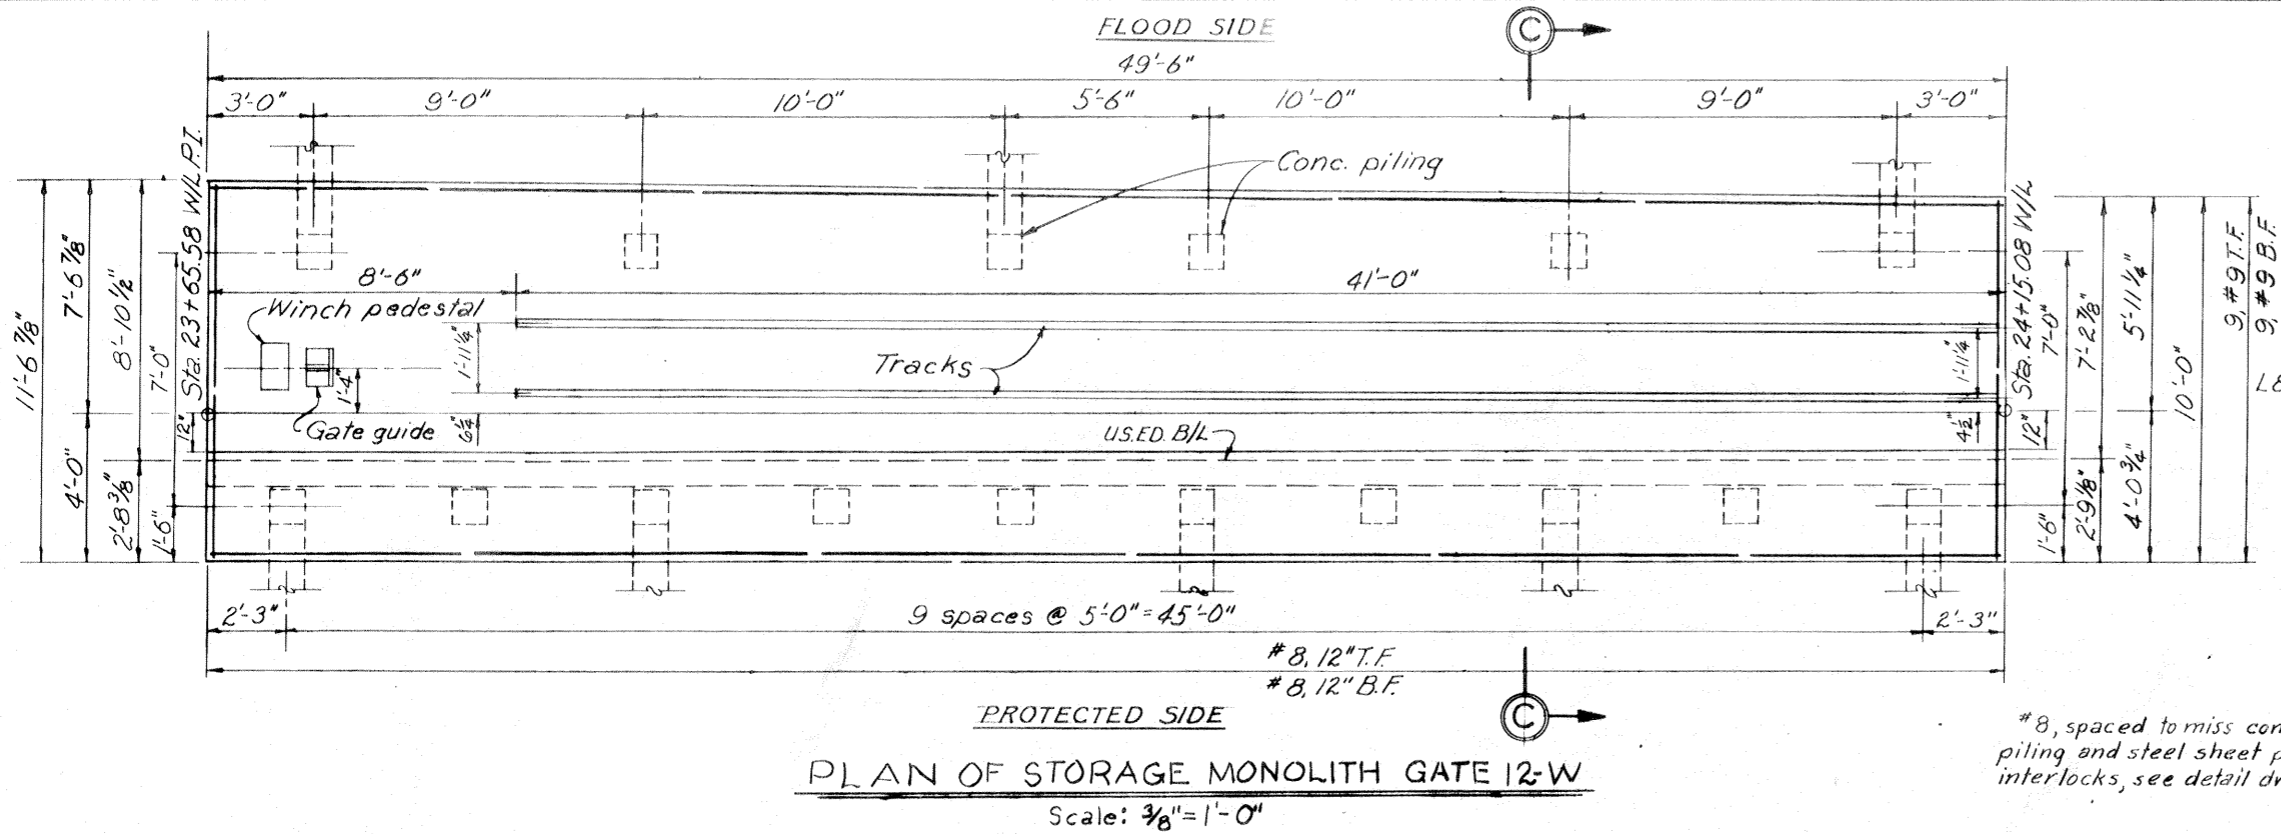 FLOOD SIDE
C
49'-6"
3'-0" 9'-0" 10'-0" 5'-6" 10'-0" 9'-0" 3'-0"
Conc. piling
Sta. 23+65.58 W/L P.I.
Sta. 24+15.08 W/L
11'-6 7/8"
7'-6 7/8"
4'-0"
8'-10 1/2"
2'-8 3/8"
7'-0"
1'-6"
12"
8'-6" 41'-0"
Winch pedestal
Gate guide
1'-4"
1'-11 1/4"
6 1/4"
Tracks
U.S.E.D. B/L
1'-11 1/4"
4 1/2"
12"
7'-0"
1'-6"
7'-2 7/8"
2'-9 1/8"
5'-11 1/4"
4'-0 3/4"
10'-0"
9, #9 T.F.
9, #9 B.F.
2'-3" 9 spaces @ 5'-0" = 45'-0" 2'-3"
#8, 12" T.F.
#8, 12" B.F.
C
PROTECTED SIDE
PLAN OF STORAGE MONOLITH GATE 12-W
Scale: 3/8" = 1'-0"
#8, spaced to miss con
piling and steel sheet p
interlocks, see detail dr